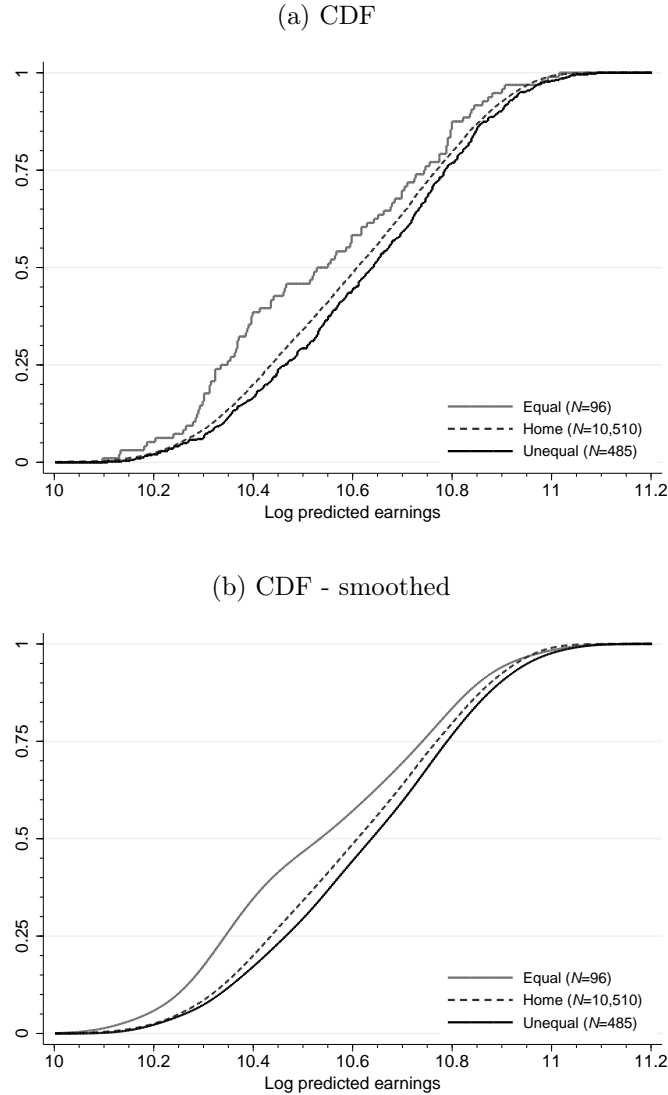 (a) CDF
1
0.75
0.5
0.25
0
Equal (N=96)
Home (N=10,510)
Unequal (N=485)
10 10.2 10.4 10.6 10.8 11 11.2
Log predicted earnings
(b) CDF - smoothed
1
0.75
0.5
0.25
0
Equal (N=96)
Home (N=10,510)
Unequal (N=485)
10 10.2 10.4 10.6 10.8 11 11.2
Log predicted earnings